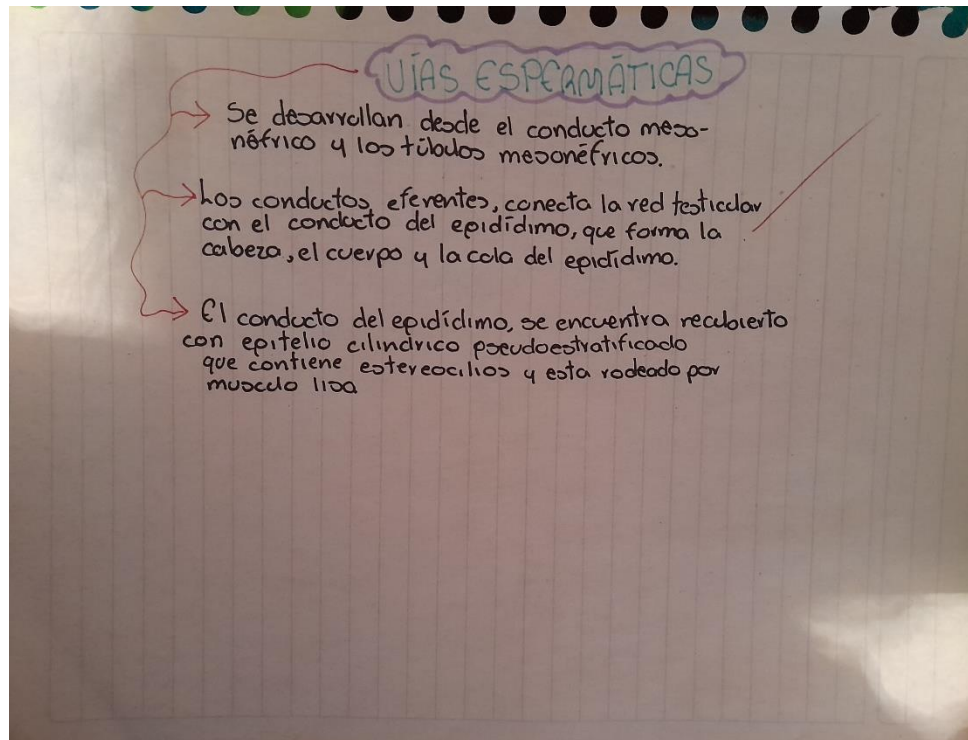 VÍAS ESPERMÁTICAS
Se desarrollan desde el conducto meso-
néfrico y los túbulos mesonéfricos.
Los conductos eferentes, conecta la red testicular
con el conducto del epidídimo, que forma la
cabeza, el cuerpo y la cola del epidídimo.
El conducto del epidídimo, se encuentra recubierto
con epitelio cilindrico pseudoestratificado
que contiene estereocilios y esta rodeado por
musculo liso